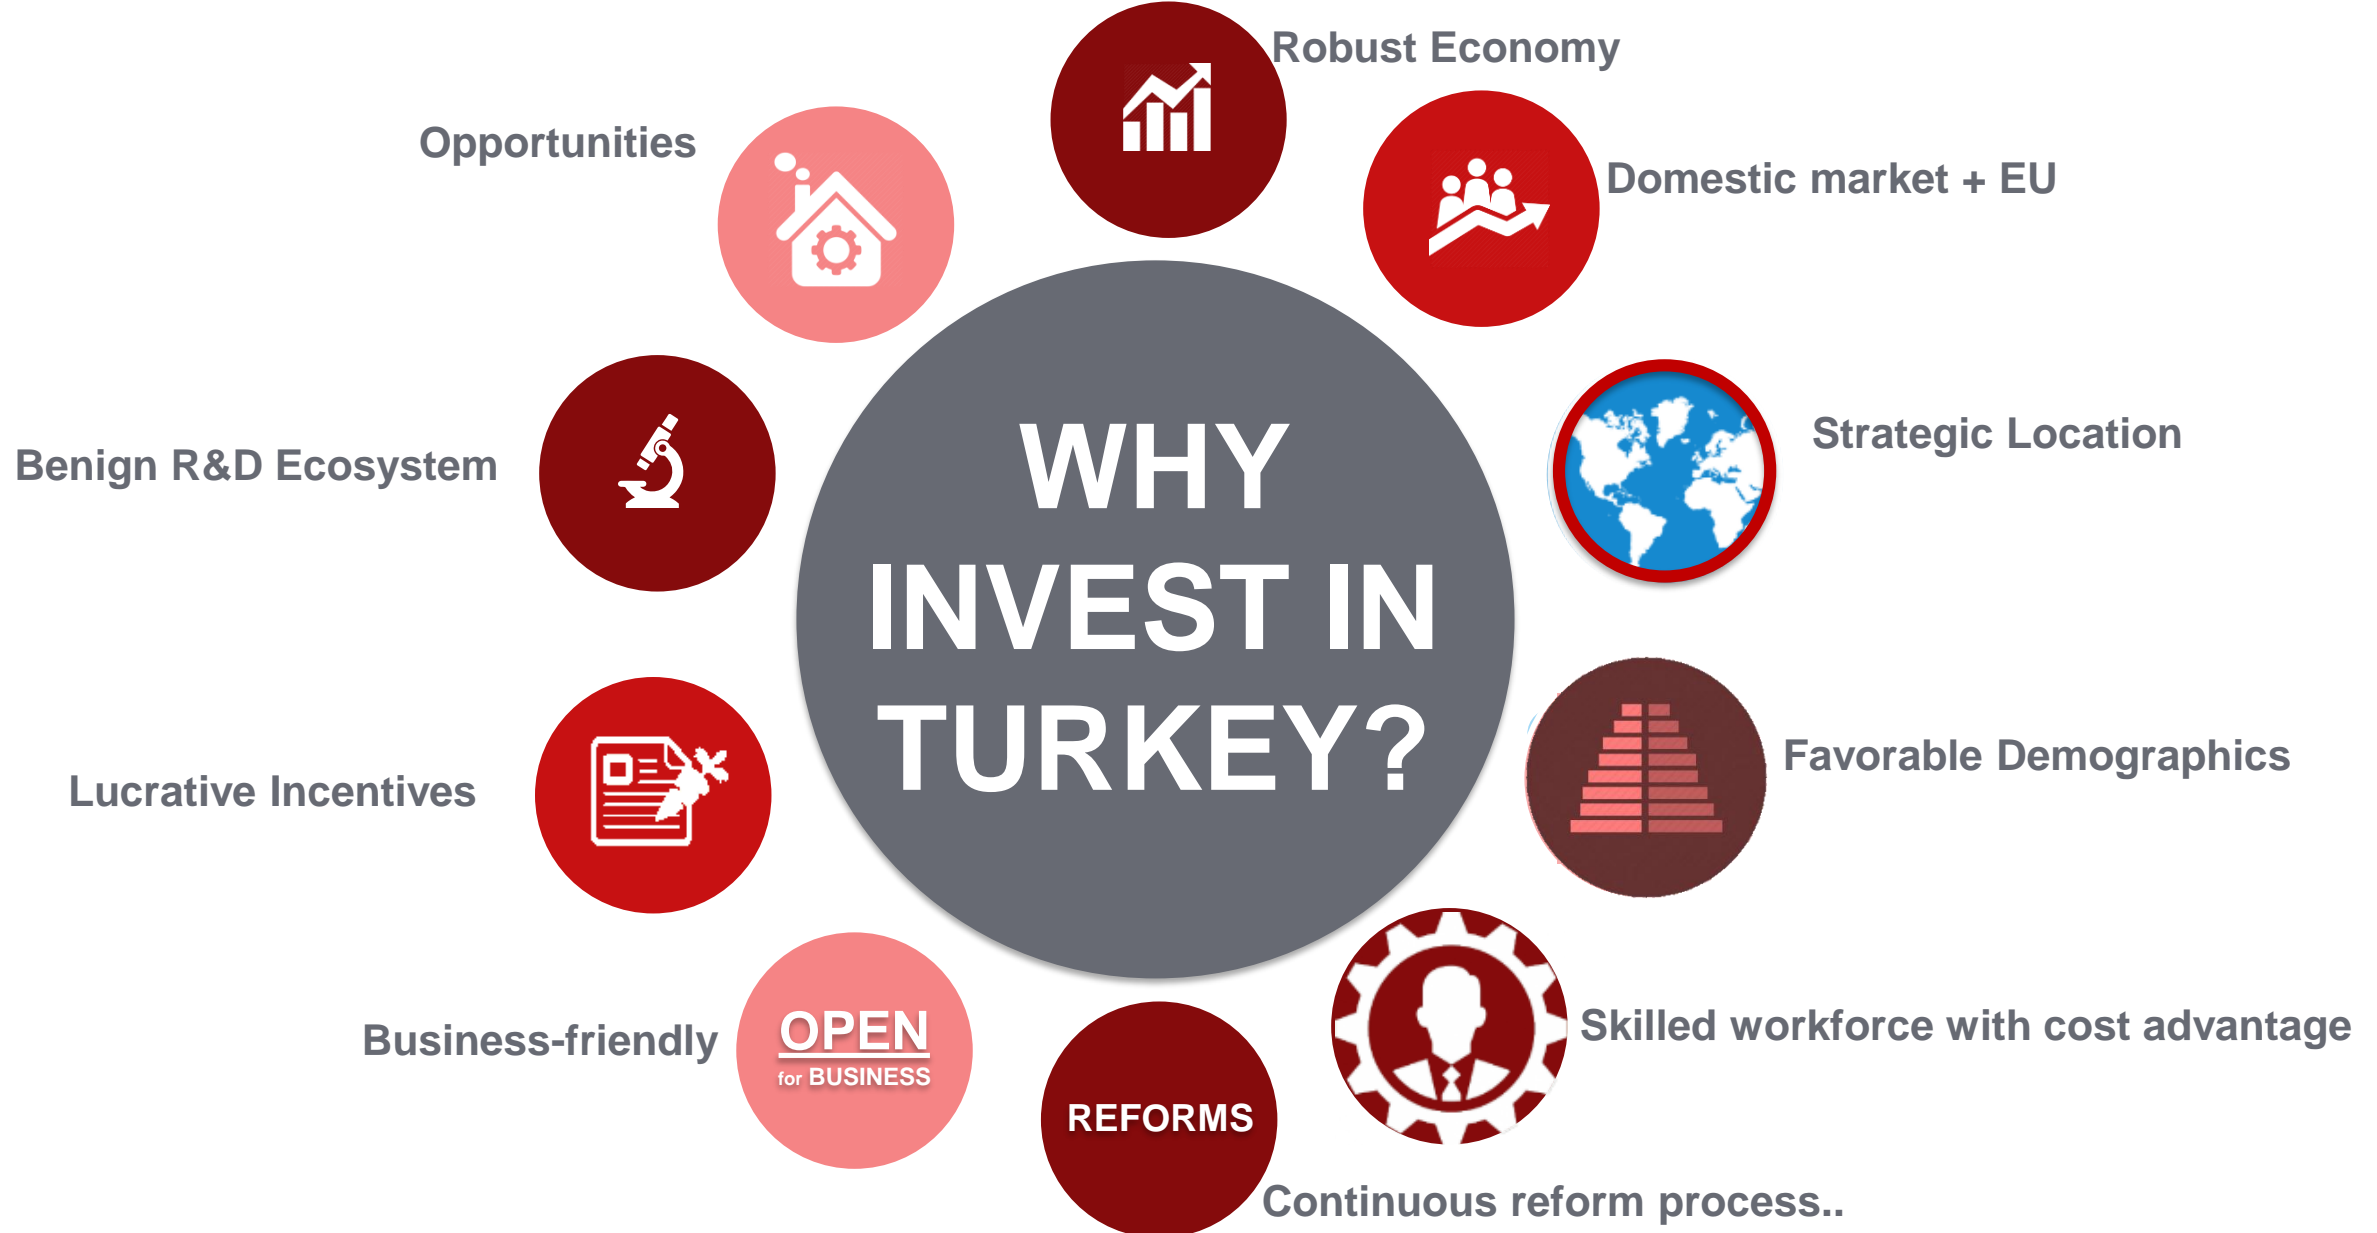 WHY
INVEST IN
TURKEY?
Robust Economy
Domestic market + EU
Strategic Location
Favorable Demographics
Skilled workforce with cost advantage
REFORMS
Continuous reform process..
OPEN
for BUSINESS
Business-friendly
Lucrative Incentives
Benign R&D Ecosystem
Opportunities